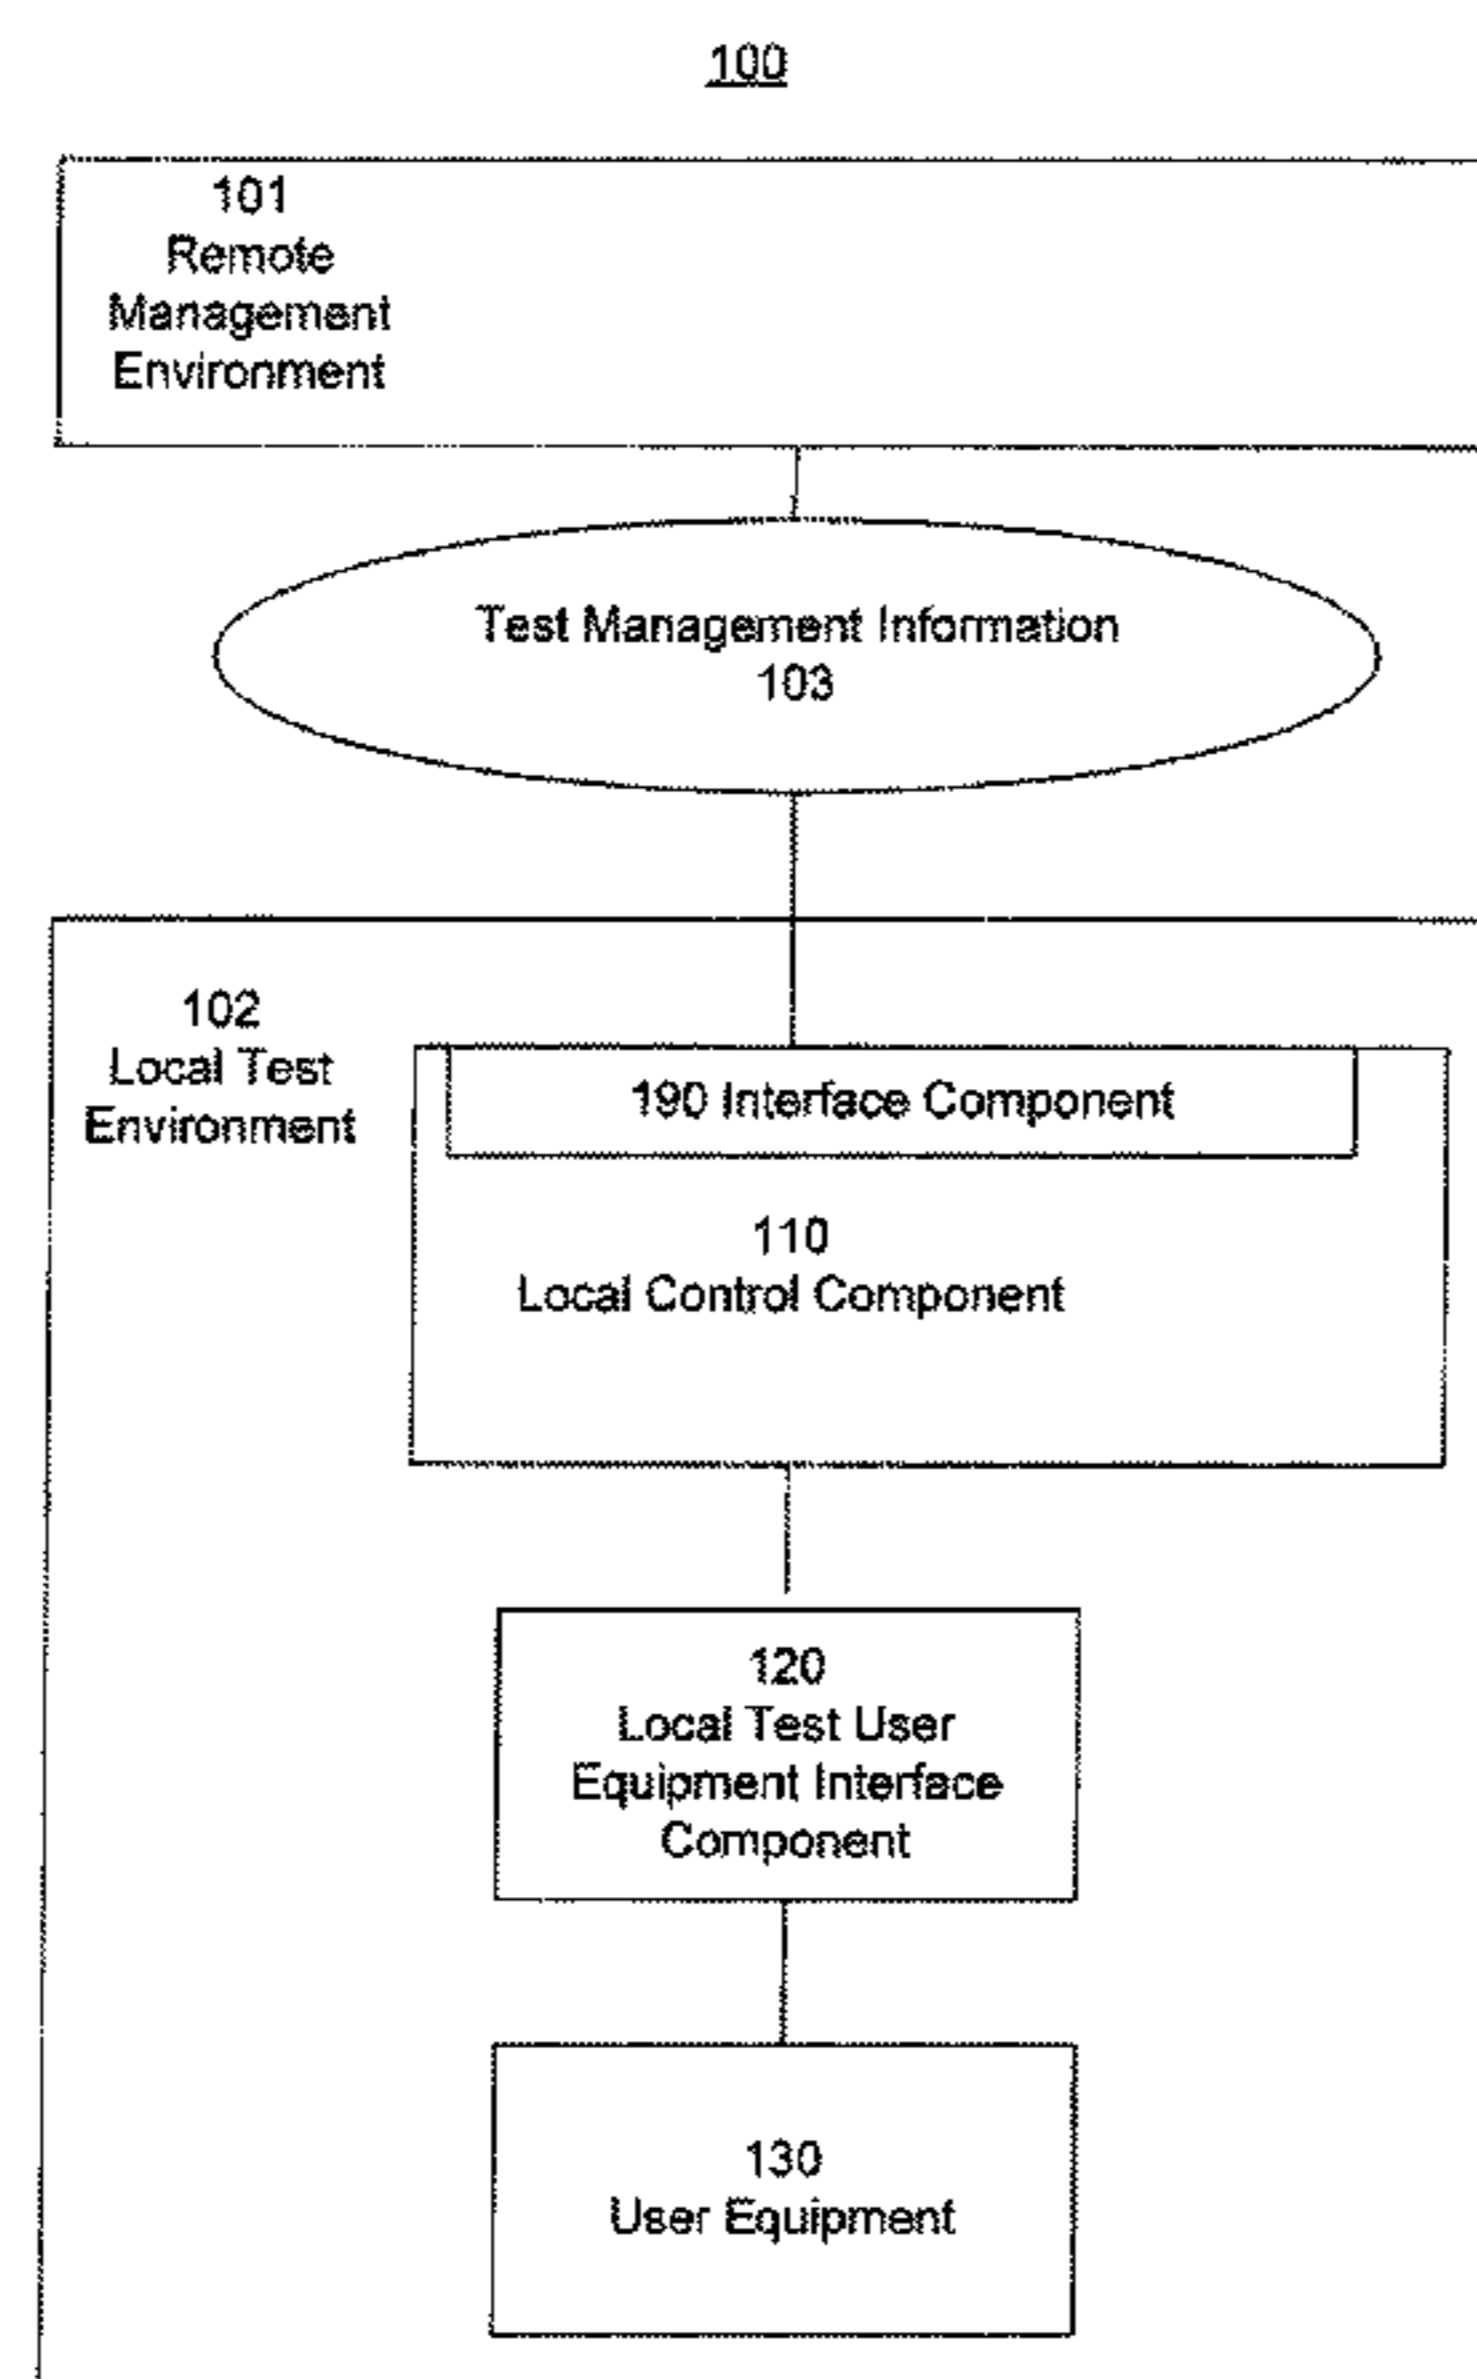 100
101
Remote
Management
Environment
Test Management Information
103
102
Local Test
Environment
190 Interface Component
110
Local Control Component
120
Local Test User
Equipment Interface
Component
130
User Equipment